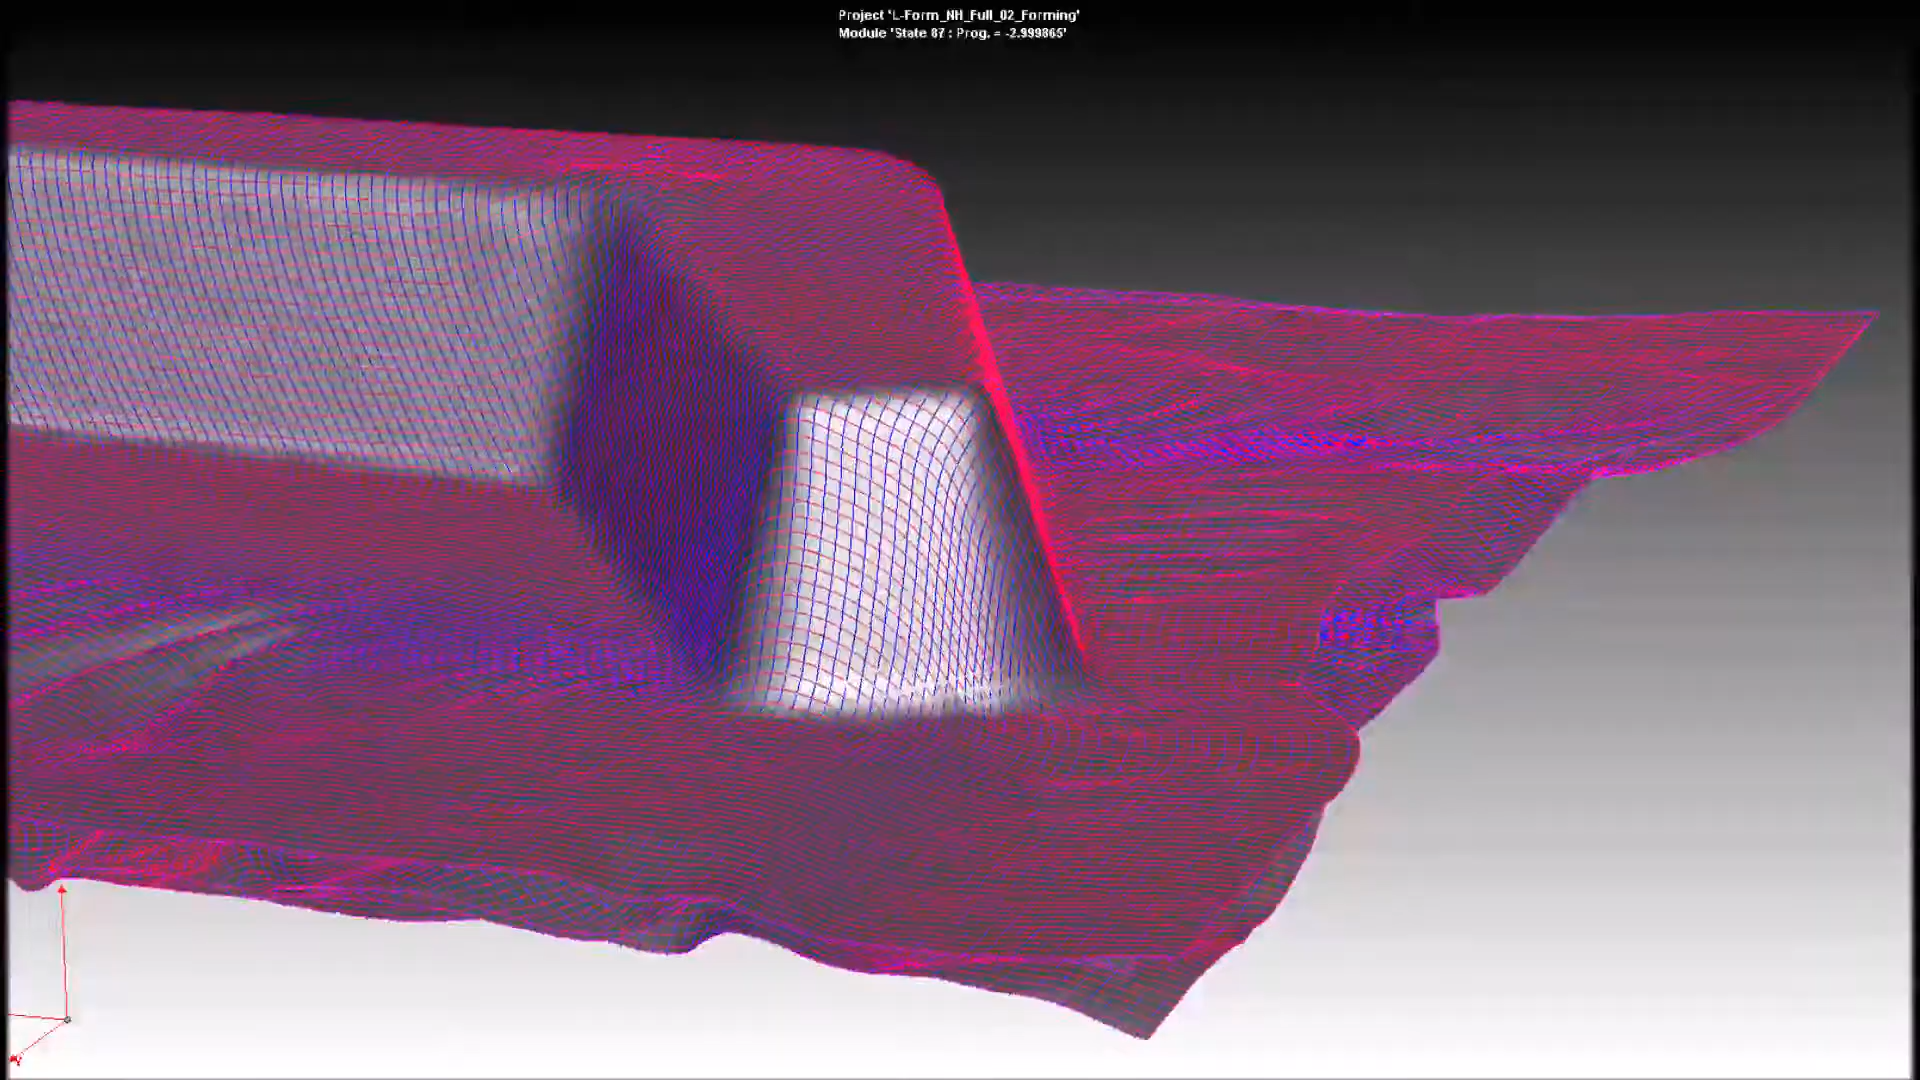 Project 'L-Form_NH_Full_02_Forming'
Module 'State 87 : Prog. = -2.999865'